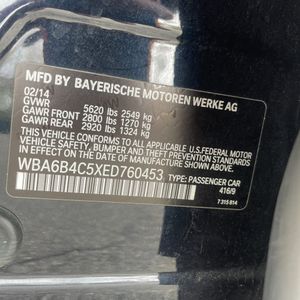 MFD BY BAYERISCHE MOTOREN WERKE AG
02/14
GVWR 5620 lbs 2549 kg
GAWR FRONT 2800 lbs 1270 kg
GAWR REAR 2920 lbs 1324 kg
THIS VEHICLE CONFORMS TO ALL APPLICABLE
U.S. FEDERAL MOTOR VEHICLE SAFETY, BUMPER, AND
THEFT PREVENTION STANDARDS IN EFFECT ON THE
DATE OF MANUFACTURE SHOWN ABOVE.
WBA6B4C5XED760453 TYPE: PASSENGER CAR
416/9
7 315 814